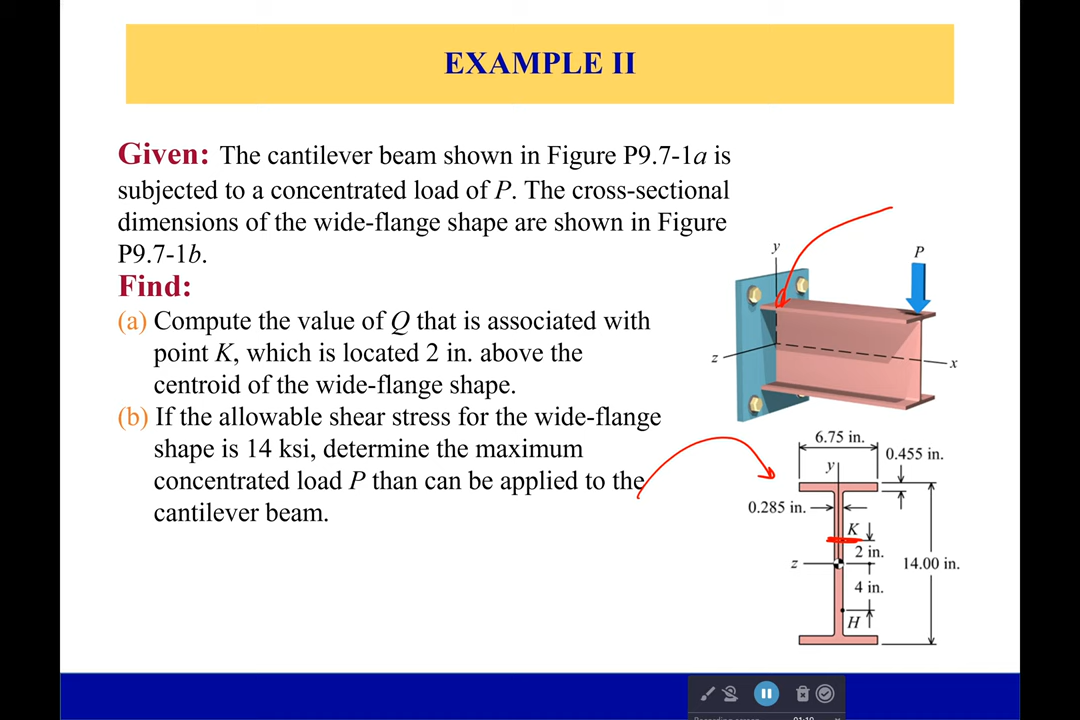 EXAMPLE II
Given: The cantilever beam shown in Figure P9.7-1a is
subjected to a concentrated load of P. The cross-sectional
dimensions of the wide-flange shape are shown in Figure
P9.7-1b.
Find:
(a) Compute the value of Q that is associated with
point K, which is located 2 in. above the
centroid of the wide-flange shape.
(b) If the allowable shear stress for the wide-flange
shape is 14 ksi, determine the maximum
concentrated load P than can be applied to the
cantilever beam.
y
P
z
x
6.75 in.
0.455 in.
y
0.285 in.
K
2 in.
z
14.00 in.
4 in.
H